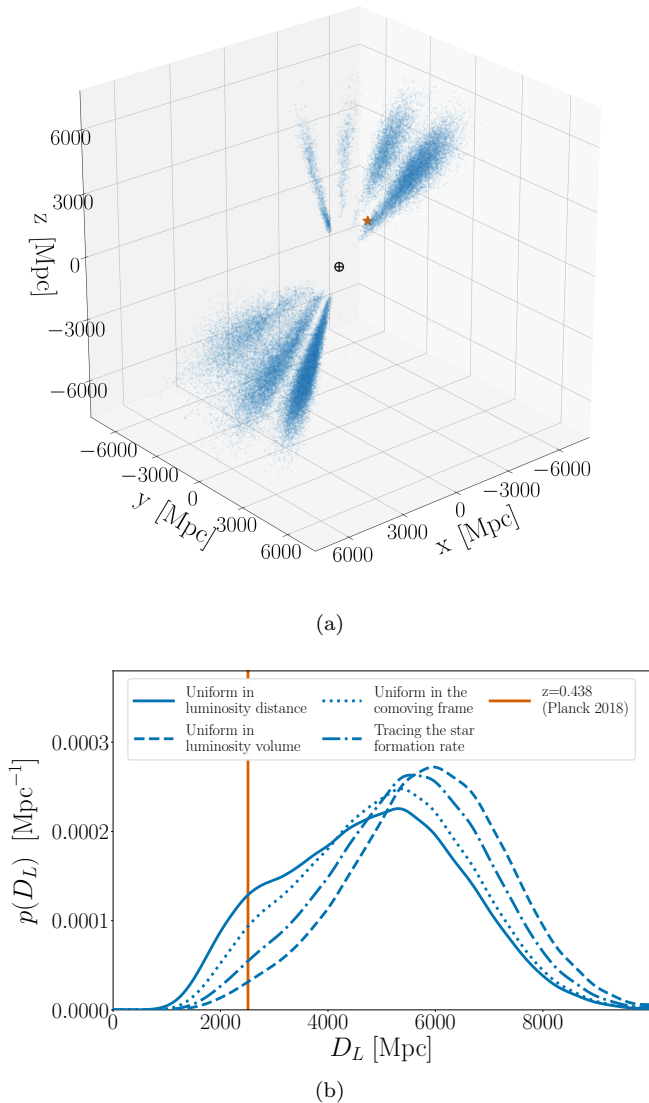 6000
3000
0
−3000
−6000
z [Mpc]
−6000
−3000
0
3000
6000
y [Mpc]
6000
3000
0
−3000
−6000
x [Mpc]
(a)
Uniform in
luminosity distance
Uniform in
luminosity volume
Uniform in the
comoving frame
Tracing the star
formation rate
z=0.438
(Planck 2018)
0.0003
0.0002
0.0001
0.0000
p(D_L) [Mpc⁻¹]
0 2000 4000 6000 8000
D_L [Mpc]
(b)